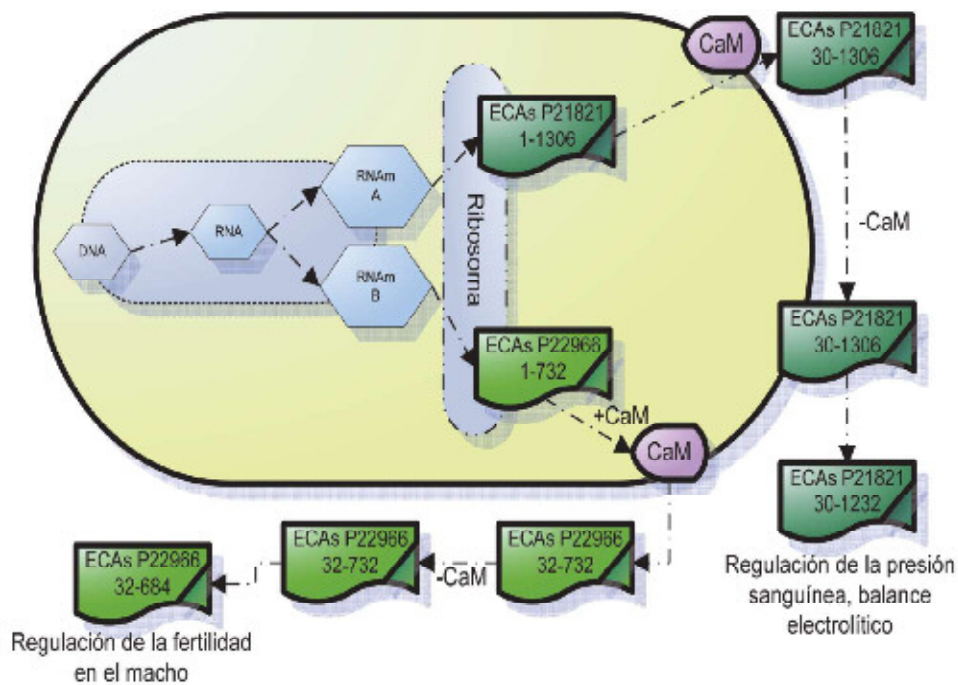 CaM
ECAs P21821
30-1306
ECAs P21821
1-1306
RNAm
A
DNA
RNA
Ribosoma
-CaM
RNAm
B
ECAs P21821
30-1306
ECAs P22966
1-732
+CaM
CaM
ECAs P21821
30-1232
ECAs P22966
32-684
ECAs P22966
32-732
-CaM
ECAs P22966
32-732
Regulación de la presión
sanguínea, balance
electrolítico
Regulación de la fertilidad
en el macho